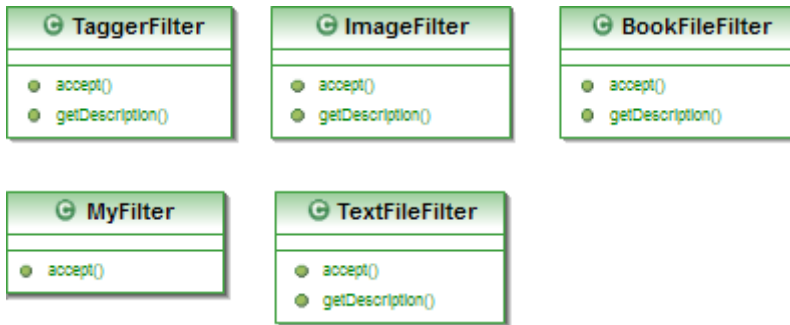 C TaggerFilter
accept()
getDescription()
C ImageFilter
accept()
getDescription()
C BookFileFilter
accept()
getDescription()
C MyFilter
accept()
C TextFileFilter
accept()
getDescription()